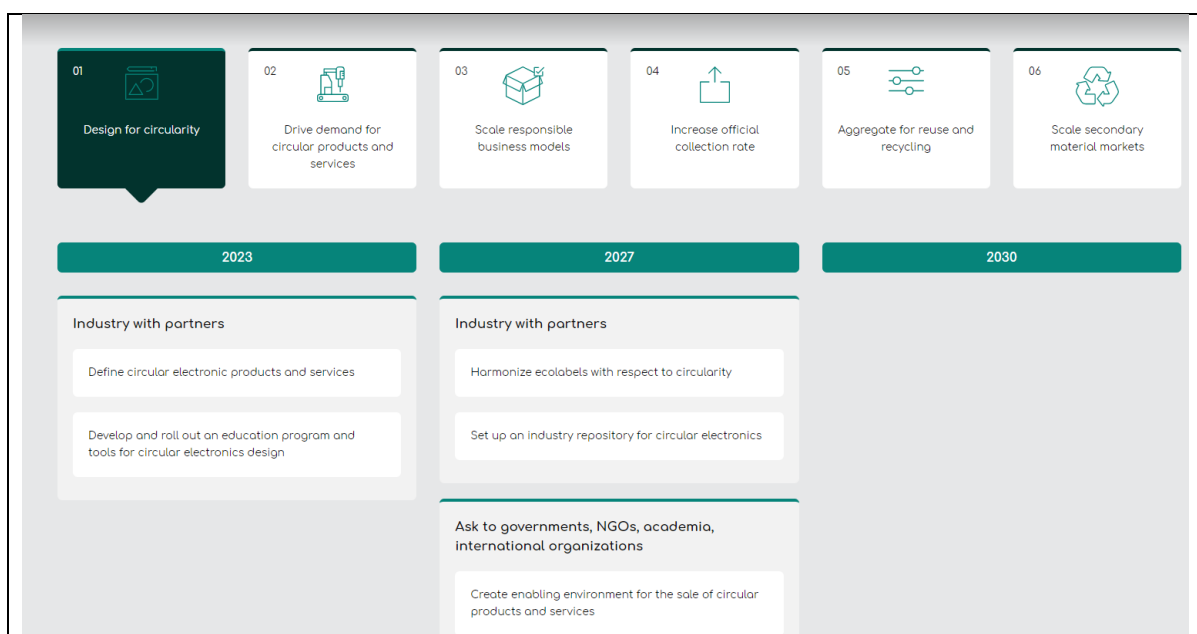 01
Design for circularity
02
Drive demand for
circular products and
services
03
Scale responsible
business models
04
Increase official
collection rate
05
Aggregate for reuse and
recycling
06
Scale secondary
material markets
2023
2027
2030
Industry with partners
Define circular electronic products and services
Develop and roll out an education program and
tools for circular electronics design
Industry with partners
Harmonize ecolabels with respect to circularity
Set up an industry repository for circular electronics
Ask to governments, NGOs, academia,
international organizations
Create enabling environment for the sale of circular
products and services